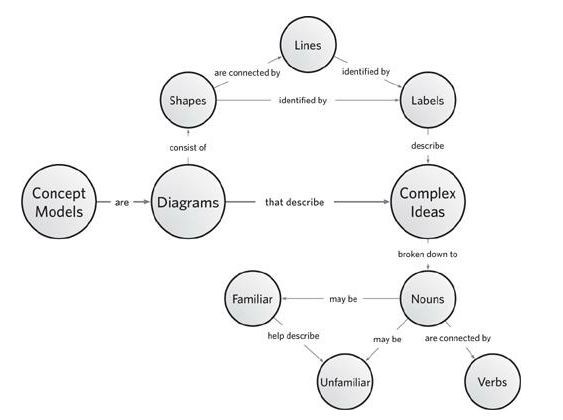 Lines
are connected by
identified by
Shapes
identified by
Labels
consist of
describe
Concept
Models
are
Diagrams
that describe
Complex
Ideas
broken down to
Familiar
may be
Nouns
help describe
may be
are connected by
Unfamiliar
Verbs